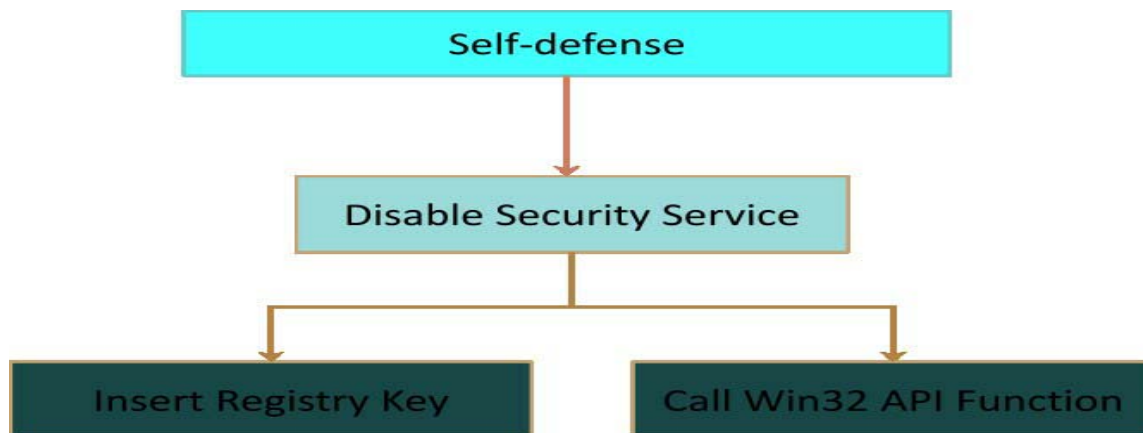 Self-defense
Disable Security Service
Insert Registry Key
Call Win32 API Function